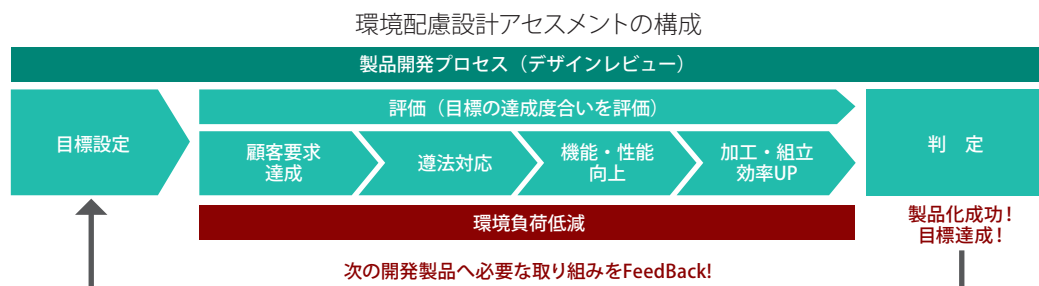 環境配慮設計アセスメントの構成
製品開発プロセス（デザインレビュー）
目標設定
評価（目標の達成度合いを評価）
顧客要求
達成
遵法対応
機能・性能
向上
加工・組立
効率UP
環境負荷低減
判　定
製品化成功！
目標達成！
次の開発製品へ必要な取り組みをFeedBack!